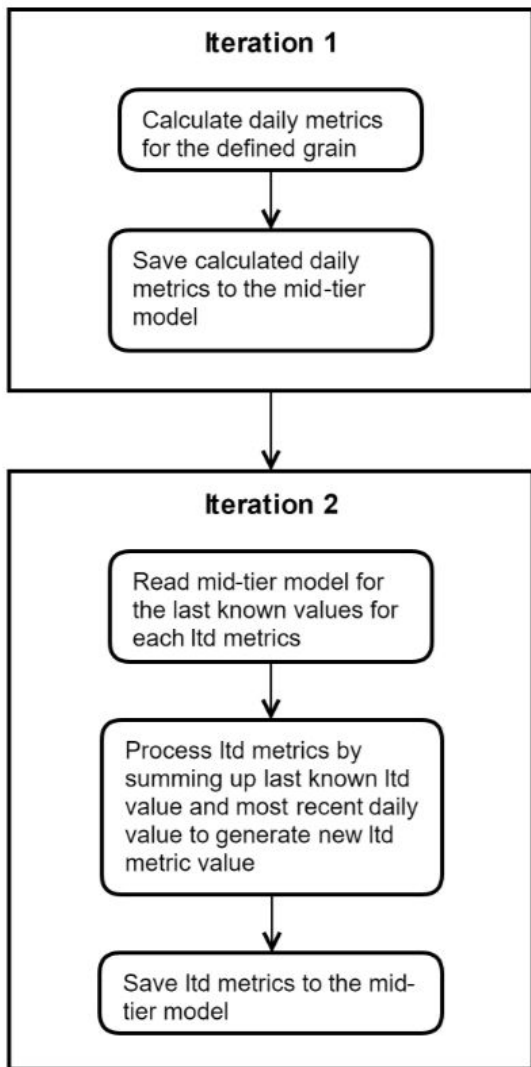 Iteration 1
Calculate daily metrics
for the defined grain
Save calculated daily
metrics to the mid-tier
model
Iteration 2
Read mid-tier model for
the last known values for
each ltd metrics
Process ltd metrics by
summing up last known ltd
value and most recent daily
value to generate new ltd
metric value
Save ltd metrics to the mid-
tier model